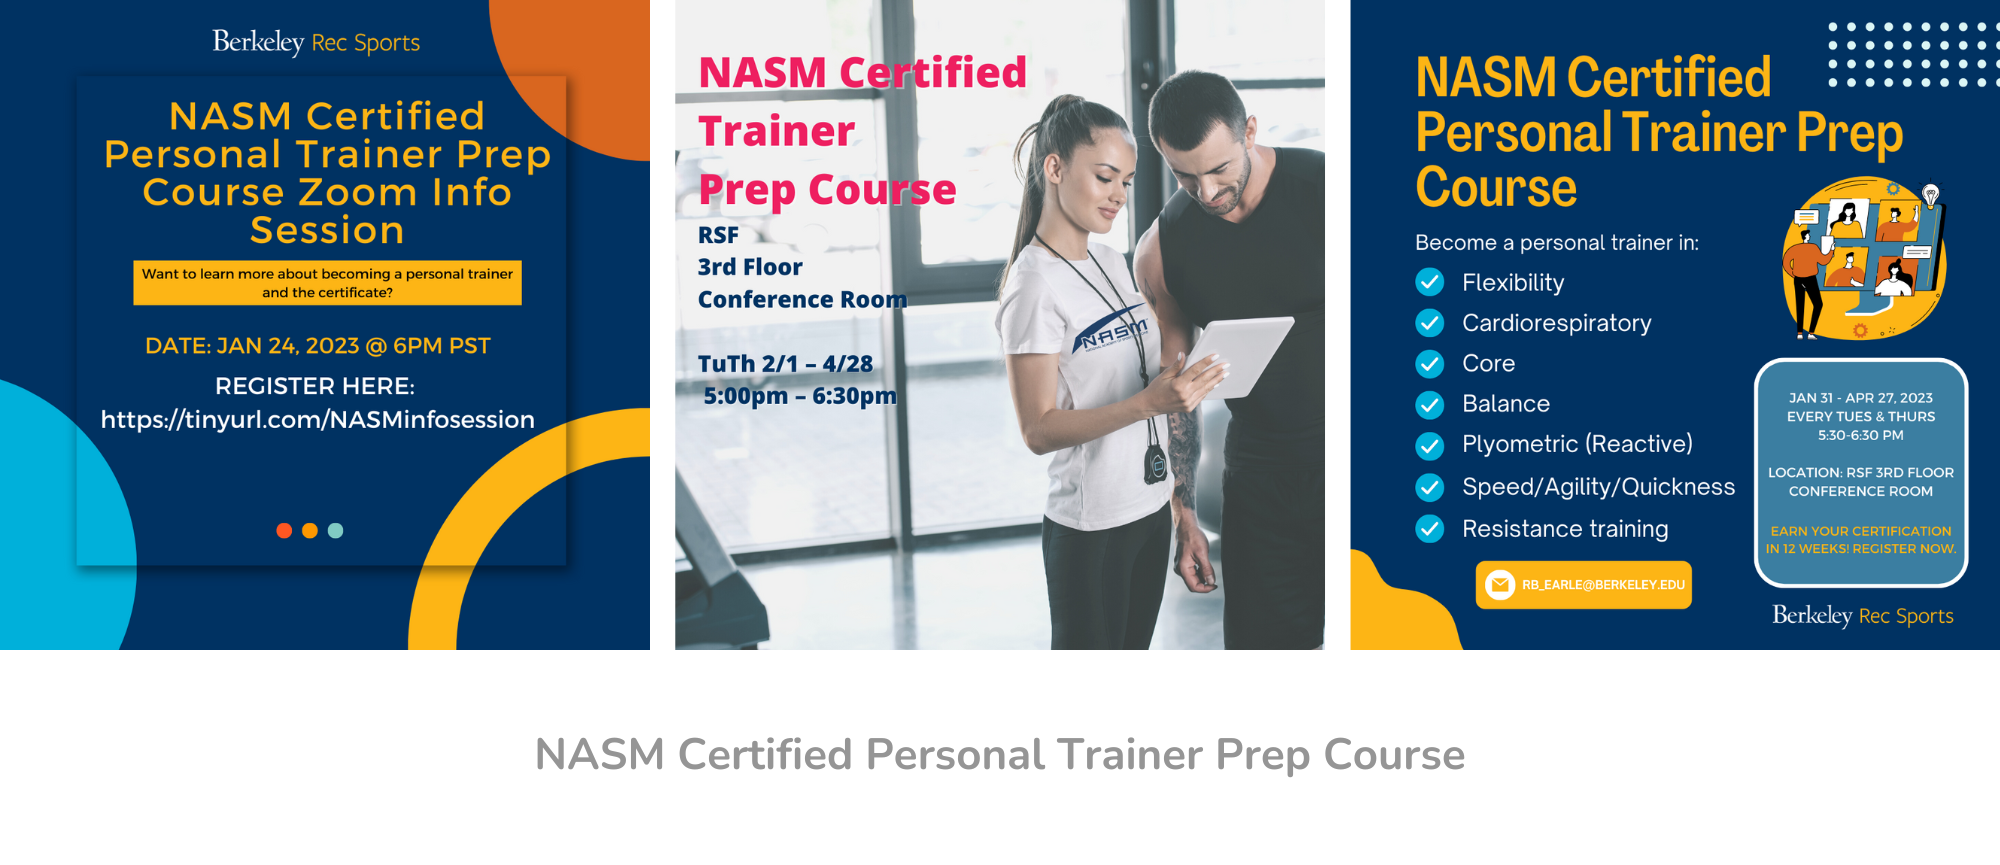 Berkeley Rec Sports
NASM Certified
Personal Trainer Prep
Course Zoom Info
Session
Want to learn more about becoming a personal trainer
and the certificate?
DATE: JAN 24, 2023 @ 6PM PST
REGISTER HERE:
https://tinyurl.com/NASMinfosession
NASM Certified
Trainer
Prep Course
RSF
3rd Floor
Conference Room
TuTh 2/1 – 4/28
5:00pm – 6:30pm
NASM
NASM Certified
Personal Trainer Prep
Course
Become a personal trainer in:
Flexibility
Cardiorespiratory
Core
Balance
Plyometric (Reactive)
Speed/Agility/Quickness
Resistance training
RB_EARLE@BERKELEY.EDU
JAN 31 - APR 27, 2023
EVERY TUES & THURS
5:30-6:30 PM
LOCATION: RSF 3RD FLOOR
CONFERENCE ROOM
EARN YOUR CERTIFICATION
IN 12 WEEKS! REGISTER NOW.
Berkeley Rec Sports
NASM Certified Personal Trainer Prep Course